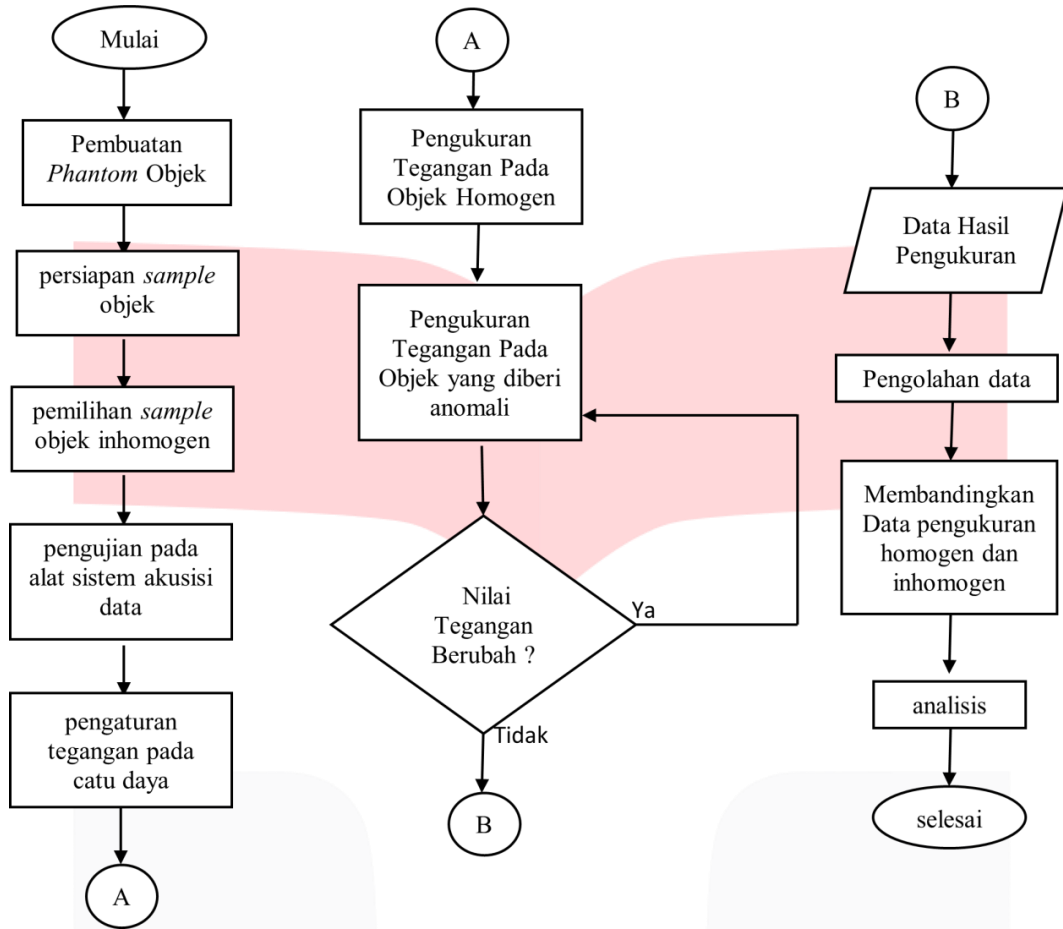 Mulai
Pembuatan
Phantom Objek
persiapan sample
objek
pemilihan sample
objek inhomogen
pengujian pada
alat sistem akusisi
data
pengaturan
tegangan pada
catu daya
A
A
Pengukuran
Tegangan Pada
Objek Homogen
Pengukuran
Tegangan Pada
Objek yang diberi
anomali
Nilai
Tegangan
Berubah ?
Ya
Tidak
B
B
Data Hasil
Pengukuran
Pengolahan data
Membandingkan
Data pengukuran
homogen dan
inhomogen
analisis
selesai